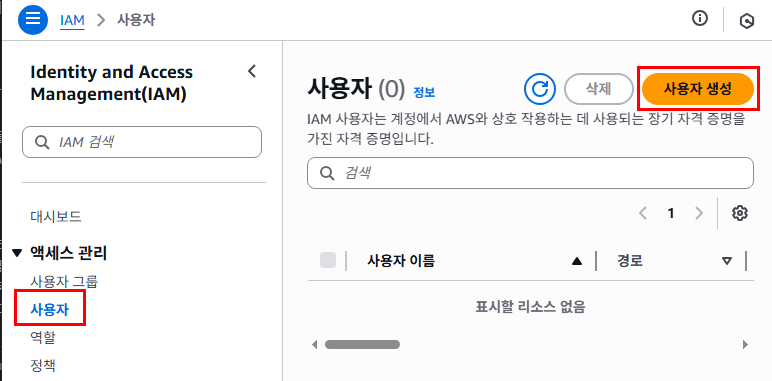 IAM > 사용자
Identity and Access
Management(IAM)
IAM 검색
대시보드
액세스 관리
사용자 그룹
사용자
역할
정책
사용자 (0) 정보
삭제
사용자 생성
IAM 사용자는 계정에서 AWS와 상호 작용하는 데 사용되는 장기 자격 증명을
가진 자격 증명입니다.
검색
1
사용자 이름
경로
표시할 리소스 없음